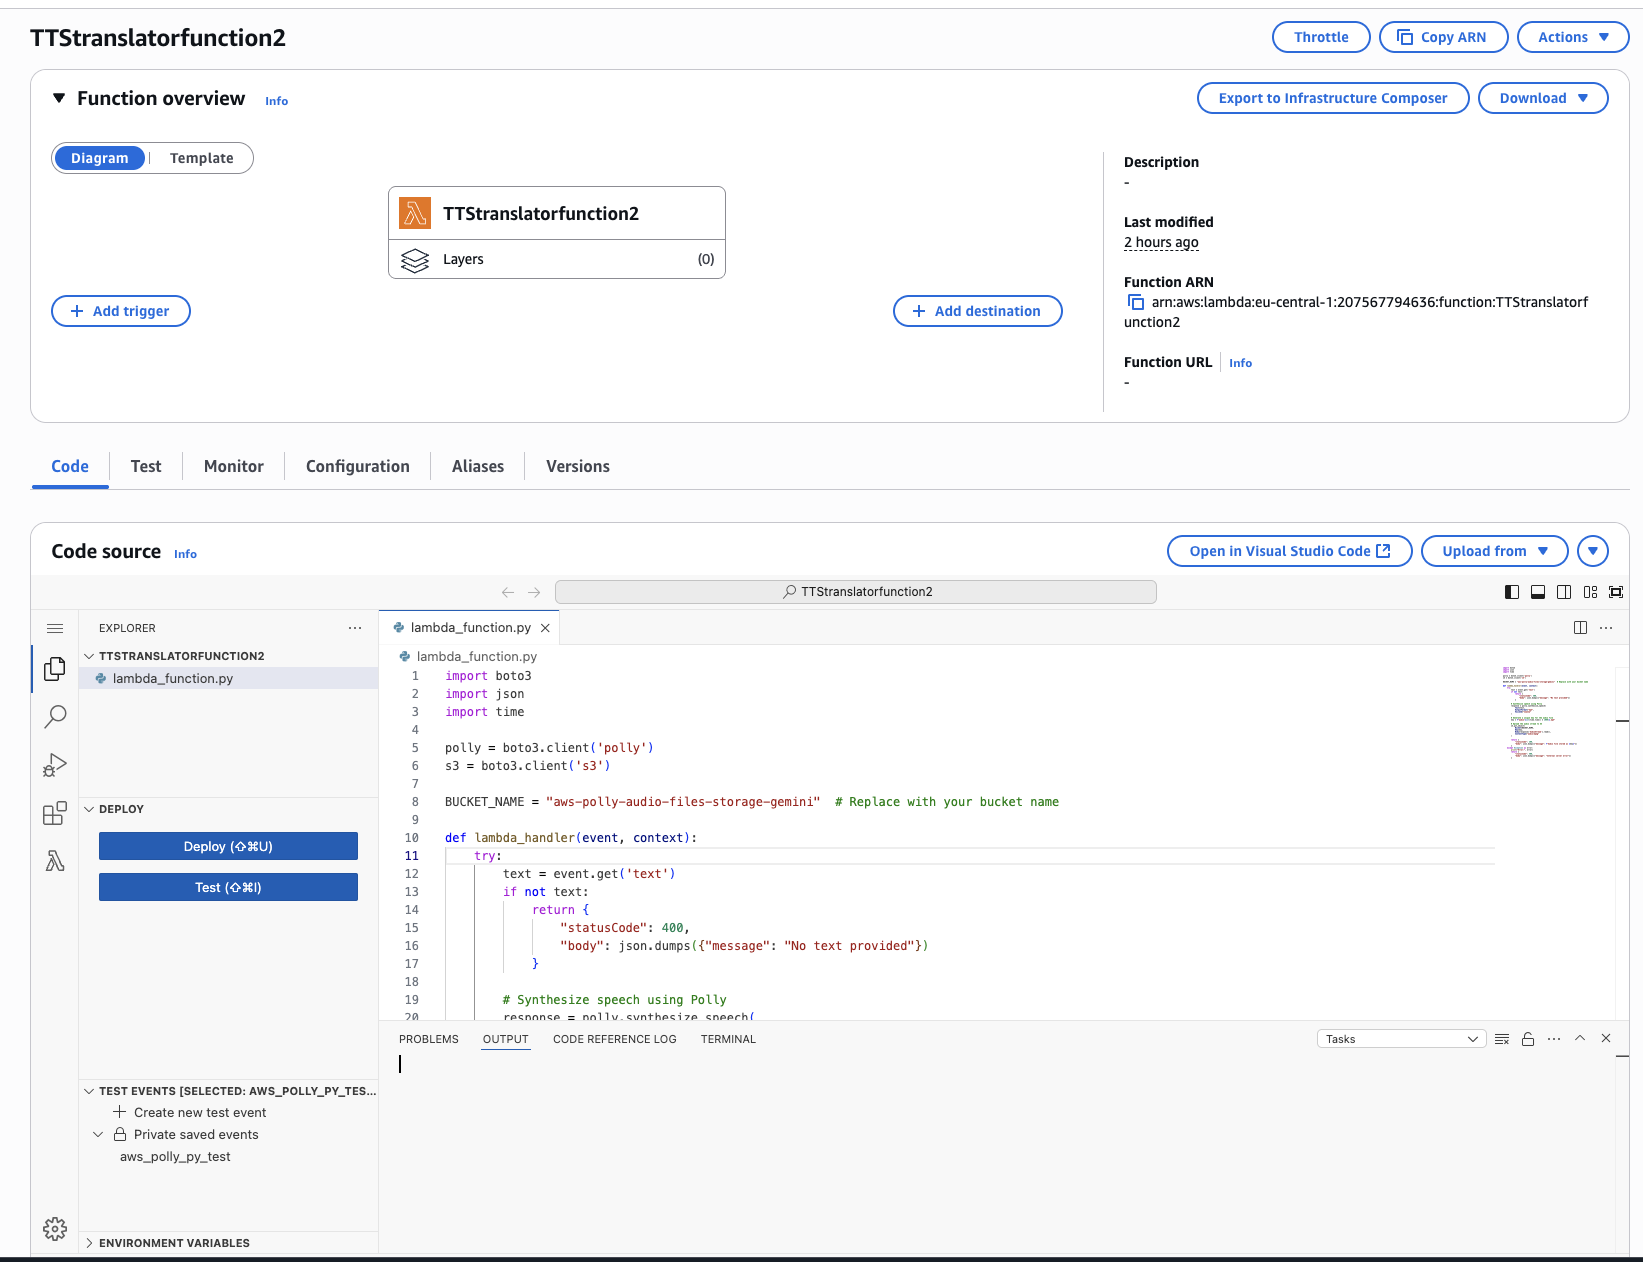 TTStranslatorfunction2
Throttle
Copy ARN
Actions
Function overview
Info
Export to Infrastructure Composer
Download
Diagram
Template
TTStranslatorfunction2
Layers
(0)
Add trigger
Add destination
Description
-
Last modified
2 hours ago
Function ARN
arn:aws:lambda:eu-central-1:207567794636:function:TTStranslatorf
unction2
Function URL
Info
-
Code
Test
Monitor
Configuration
Aliases
Versions
Code source
Info
Open in Visual Studio Code
Upload from
TTStranslatorfunction2
EXPLORER
TTSTRANSLATORFUNCTION2
lambda_function.py
DEPLOY
Deploy (⇧⌘U)
Test (⇧⌘I)
TEST EVENTS [SELECTED: AWS_POLLY_PY_TES...
Create new test event
Private saved events
aws_polly_py_test
ENVIRONMENT VARIABLES
lambda_function.py
lambda_function.py
1 import boto3
2 import json
3 import time
4
5 polly = boto3.client('polly')
6 s3 = boto3.client('s3')
7
8 BUCKET_NAME = "aws-polly-audio-files-storage-gemini"  # Replace with your bucket name
9
10 def lambda_handler(event, context):
11     try:
12         text = event.get('text')
13         if not text:
14             return {
15                 "statusCode": 400,
16                 "body": json.dumps({"message": "No text provided"})
17             }
18
19         # Synthesize speech using Polly
20         response = polly.synthesize_speech(
PROBLEMS
OUTPUT
CODE REFERENCE LOG
TERMINAL
Tasks